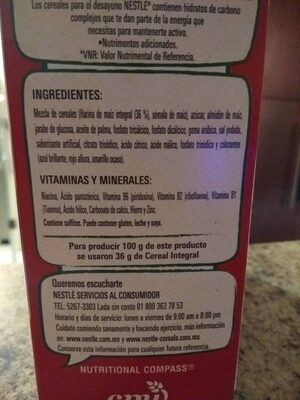 Los cereales para el desayuno NESTLÉ® contienen hidratos de carbono
complejos que te dan parte de la energía que
necesitas para mantenerte activo.
•Nutrimentos adicionados.
*VNR: Valor Nutrimental de Referencia.
INGREDIENTES:
Mezcla de cereales (Harina de maíz integral (36 %), sémola de maíz), azúcar, almidón de maíz,
jarabe de glucosa, aceite de palma, fosfato tricálcico, fosfato dicálcico, goma arábica, sal yodada,
saborizante artificial, citrato trisódico, ácido cítrico, ácido málico, fosfato trisódico y colorantes
(azul brillante, rojo allura, amarillo ocaso).
VITAMINAS Y MINERALES:
Niacina, Ácido pantoténico, Vitamina B6 (piridoxina), Vitamina B2 (riboflavina), Vitamina B1
(Tiamina), Ácido fólico, Carbonato de calcio, Hierro y Zinc.
Contiene sulfitos. Puede contener gluten, leche y soya.
Para producir 100 g de este producto
se usaron 36 g de Cereal Integral
Queremos escucharte
NESTLÉ SERVICIOS AL CONSUMIDOR
TEL: 5267-3303 Lada sin costo 01 800 363 78 53
Horario y días de servicio: lunes a viernes de 9:00 am a 8:00 pm
Cuídate comiendo sanamente y haciendo ejercicio, más información
en: www.nestle.com.mx y www.nestle-cereals.com.mx
Conserve esta información para cualquier futura referencia.
NUTRITIONAL COMPASS®